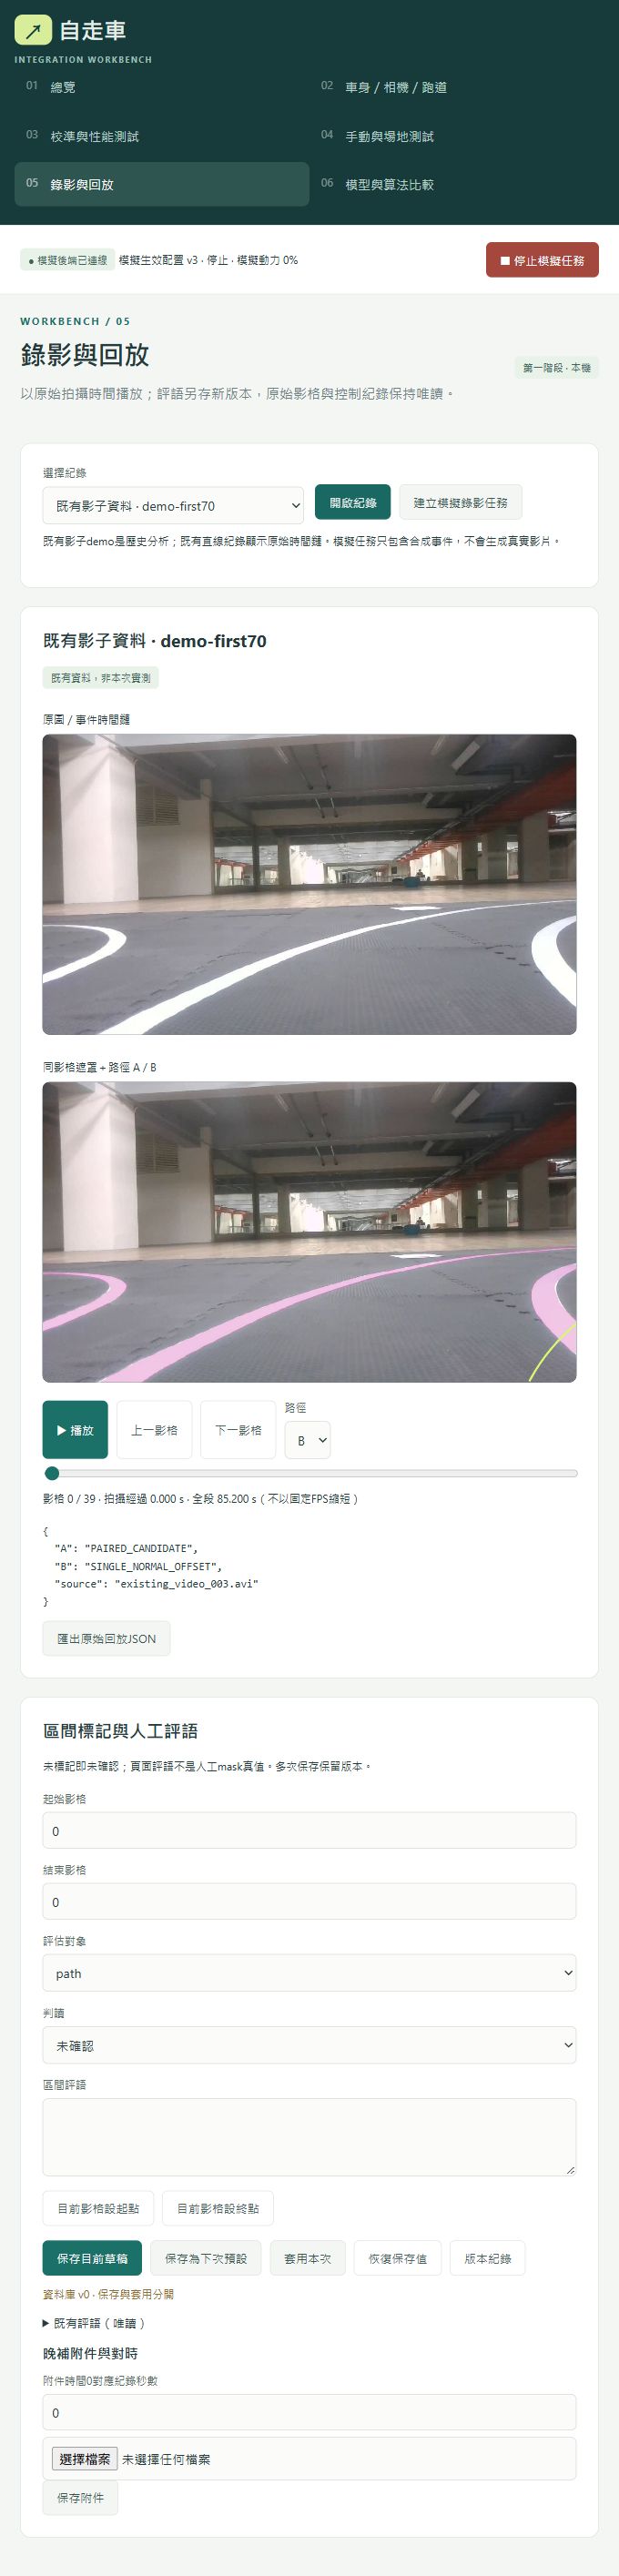 ↗ 自走車
INTEGRATION WORKBENCH
01 總覽
02 車身 / 相機 / 跑道
03 校準與性能測試
04 手動與場地測試
05 錄影與回放
06 模型與算法比較
● 模擬後端已連線 模擬生效配置 v3 · 停止 · 模擬動力 0%
■ 停止模擬任務
WORKBENCH / 05
錄影與回放
第一階段 · 本機
以原始拍攝時間播放；評語另存新版本，原始影格與控制紀錄保持唯讀。
選擇紀錄
既有影子資料 · demo-first70
開啟紀錄
建立模擬錄影任務
既有影子demo是歷史分析；既有直線紀錄顯示原始時間鏈。模擬任務只包含合成事件，不會生成真實影片。
既有影子資料 · demo-first70
既有資料，非本次實測
原圖 / 事件時間鏈
同影格遮罩 + 路徑 A / B
▶ 播放
上一影格
下一影格
路徑
B
影格 0 / 39 · 拍攝經過 0.000 s · 全段 85.200 s（不以固定FPS縮短）
{
"A": "PAIRED_CANDIDATE",
"B": "SINGLE_NORMAL_OFFSET",
"source": "existing_video_003.avi"
}
匯出原始回放JSON
區間標記與人工評語
未標記即未確認；頁面評語不是人工mask真值。多次保存保留版本。
起始影格
0
結束影格
0
評估對象
path
判讀
未確認
區間評語
目前影格設起點
目前影格設終點
保存目前草稿
保存為下次預設
套用本次
恢復保存值
版本紀錄
資料庫 v0 · 保存與套用分開
▶ 既有評語（唯讀）
晚補附件與對時
附件時間0對應紀錄秒數
0
選擇檔案 未選擇任何檔案
保存附件